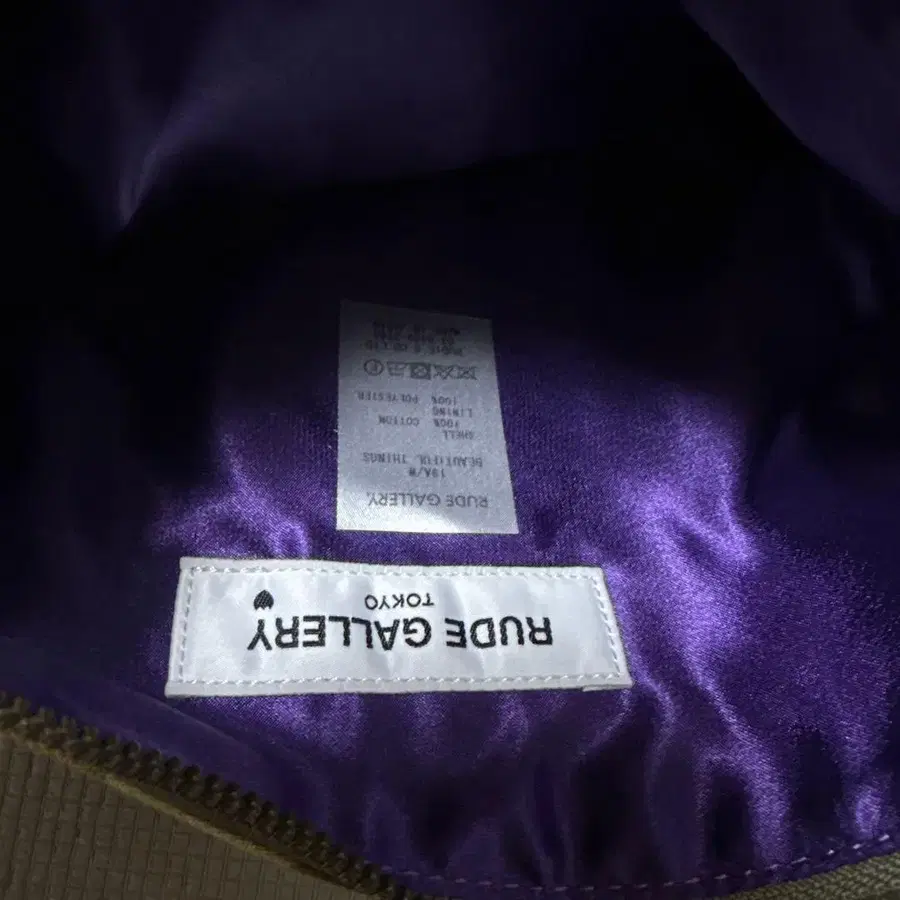 RUDE GALLERY
TOKYO
RUDE GALLERY
19A/W
BEAUTIFUL THINGS
SHELL
100% COTTON
LINING
100% POLYESTER